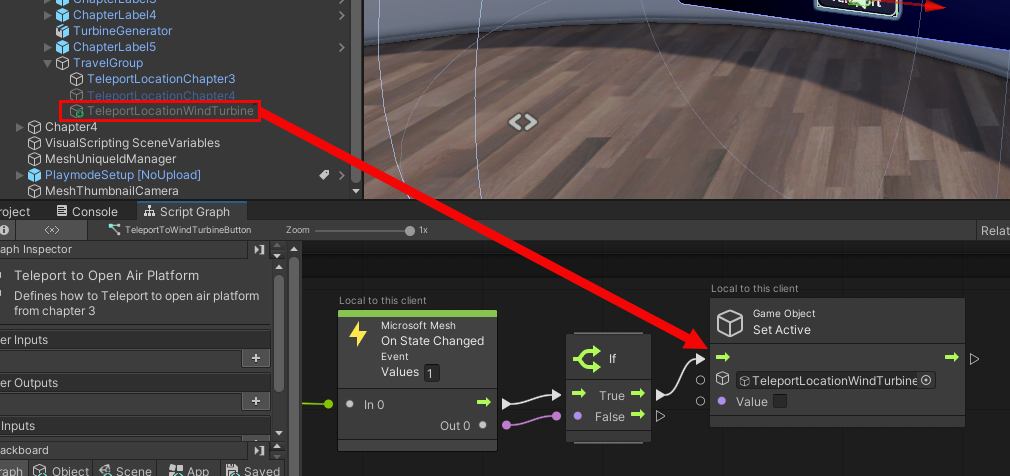 ChapterLabel3
ChapterLabel4
TurbineGenerator
ChapterLabel5
TravelGroup
TeleportLocationChapter3
TeleportLocationChapter4
TeleportLocationWindTurbine
Chapter4
VisualScripting SceneVariables
MeshUniqueIdManager
PlaymodeSetup [NoUpload]
MeshThumbnailCamera
roject
Console
Script Graph
TeleportToWindTurbineButton
Zoom
1x
Relat
aph Inspector
Teleport to Open Air Platform
Defines how to Teleport to open air platform
from chapter 3
er Inputs
er Outputs
Inputs
ackboard
raph
Object
Scene
App
Saved
Local to this client
Microsoft Mesh
On State Changed
Event
Values 1
In 0
Out 0
If
True
False
Local to this client
Game Object
Set Active
TeleportLocationWindTurbine
Value